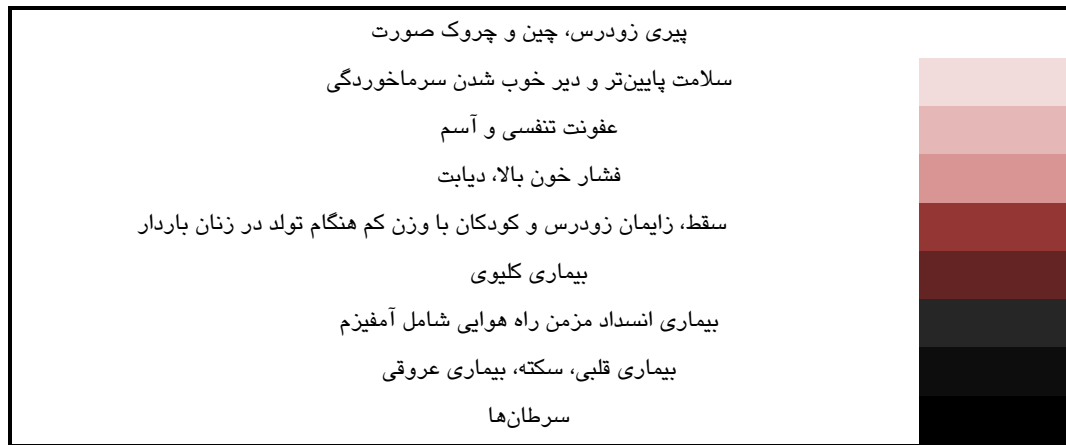 پیری زودرس، چین و چروک صورت
سلامت پایین‌تر و دیر خوب شدن سرماخوردگی
عفونت تنفسی و آسم
فشار خون بالا، دیابت
سقط، زایمان زودرس و کودکان با وزن کم هنگام تولد در زنان باردار
بیماری کلیوی
بیماری انسداد مزمن راه هوایی شامل آمفیزم
بیماری قلبی، سکته، بیماری عروقی
سرطان‌ها